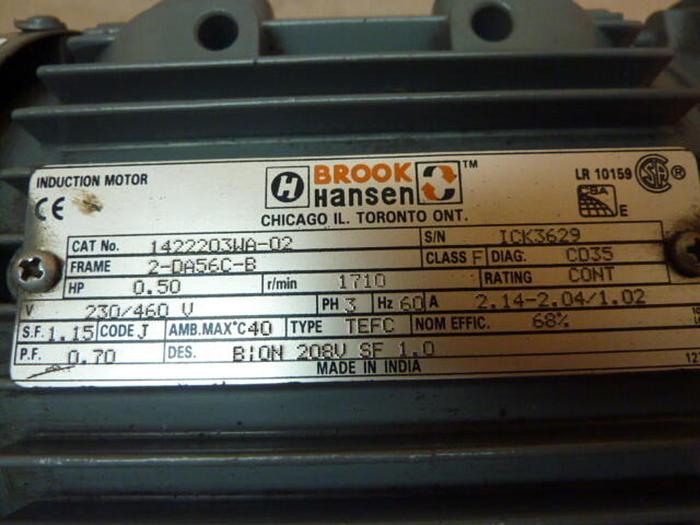 INDUCTION MOTOR
CE
H BROOK Hansen ™
CHICAGO IL. TORONTO ONT.
LR 10159 SA ®
CSA E
CAT No. 1422203WA-02 S/N ICK3629
FRAME 2-DA56C-B CLASS F DIAG. CD35
HP 0.50 r/min 1710 RATING CONT
V 230/460 V PH 3 Hz 60 A 2.14-2.04/1.02
S.F. 1.15 CODE J AMB.MAX°C 40 TYPE TEFC NOM EFFIC. 68%
P.F. 0.70 DES. B:ON 208V SF 1.0
MADE IN INDIA